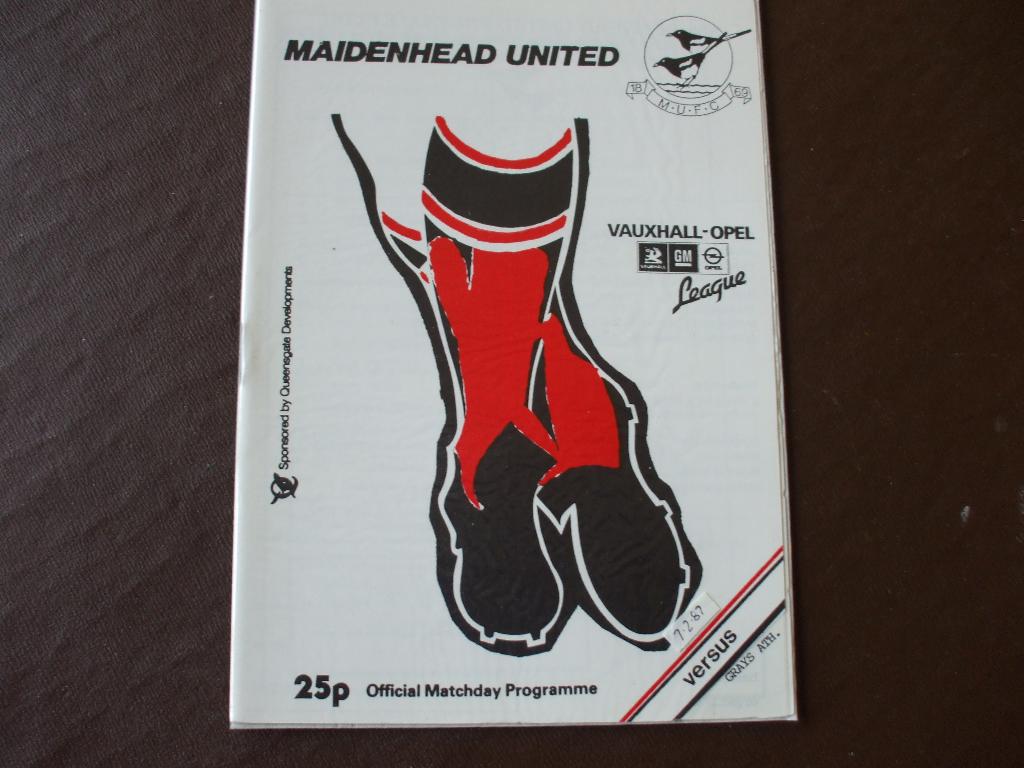 MAIDENHEAD UNITED
18 69
M·U·F·C
VAUXHALL-OPEL
VAUXHALL GM OPEL
League
Sponsored by Queensgate Developments
7·2·87
versus
GRAYS ATH.
25p Official Matchday Programme